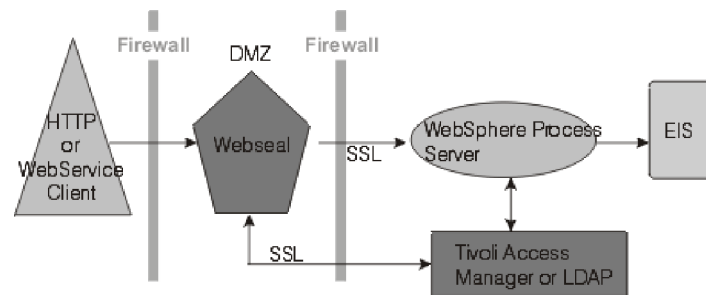 Firewall
DMZ
Firewall
HTTP
or
WebService
Client
Webseal
SSL
WebSphere Process
Server
EIS
SSL
Tivoli Access
Manager or LDAP